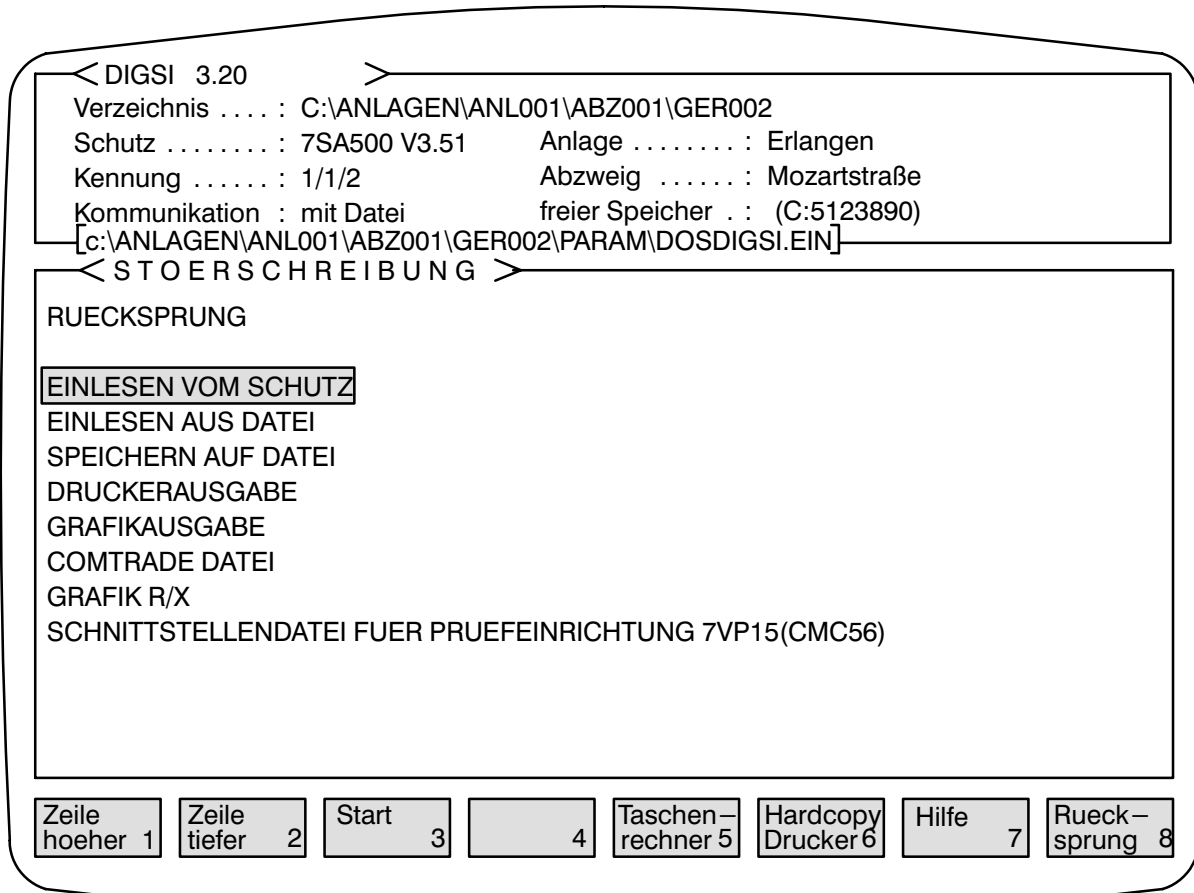 < DIGSI 3.20 >
Verzeichnis . . . . : C:\ANLAGEN\ANL001\ABZ001\GER002
Schutz . . . . . . . . : 7SA500 V3.51 Anlage . . . . . . . . : Erlangen
Kennung . . . . . . : 1/1/2 Abzweig . . . . . . : Mozartstraße
Kommunikation : mit Datei freier Speicher . : (C:5123890)
[c:\ANLAGEN\ANL001\ABZ001\GER002\PARAM\DOSDIGSI.EIN]
< S T O E R S C H R E I B U N G >
RUECKSPRUNG
EINLESEN VOM SCHUTZ
EINLESEN AUS DATEI
SPEICHERN AUF DATEI
DRUCKERAUSGABE
GRAFIKAUSGABE
COMTRADE DATEI
GRAFIK R/X
SCHNITTSTELLENDATEI FUER PRUEFEINRICHTUNG 7VP15(CMC56)
Zeile
hoeher 1
Zeile
tiefer 2
Start
3
4
Taschen–
rechner 5
Hardcopy
Drucker 6
Hilfe
7
Rueck–
sprung 8